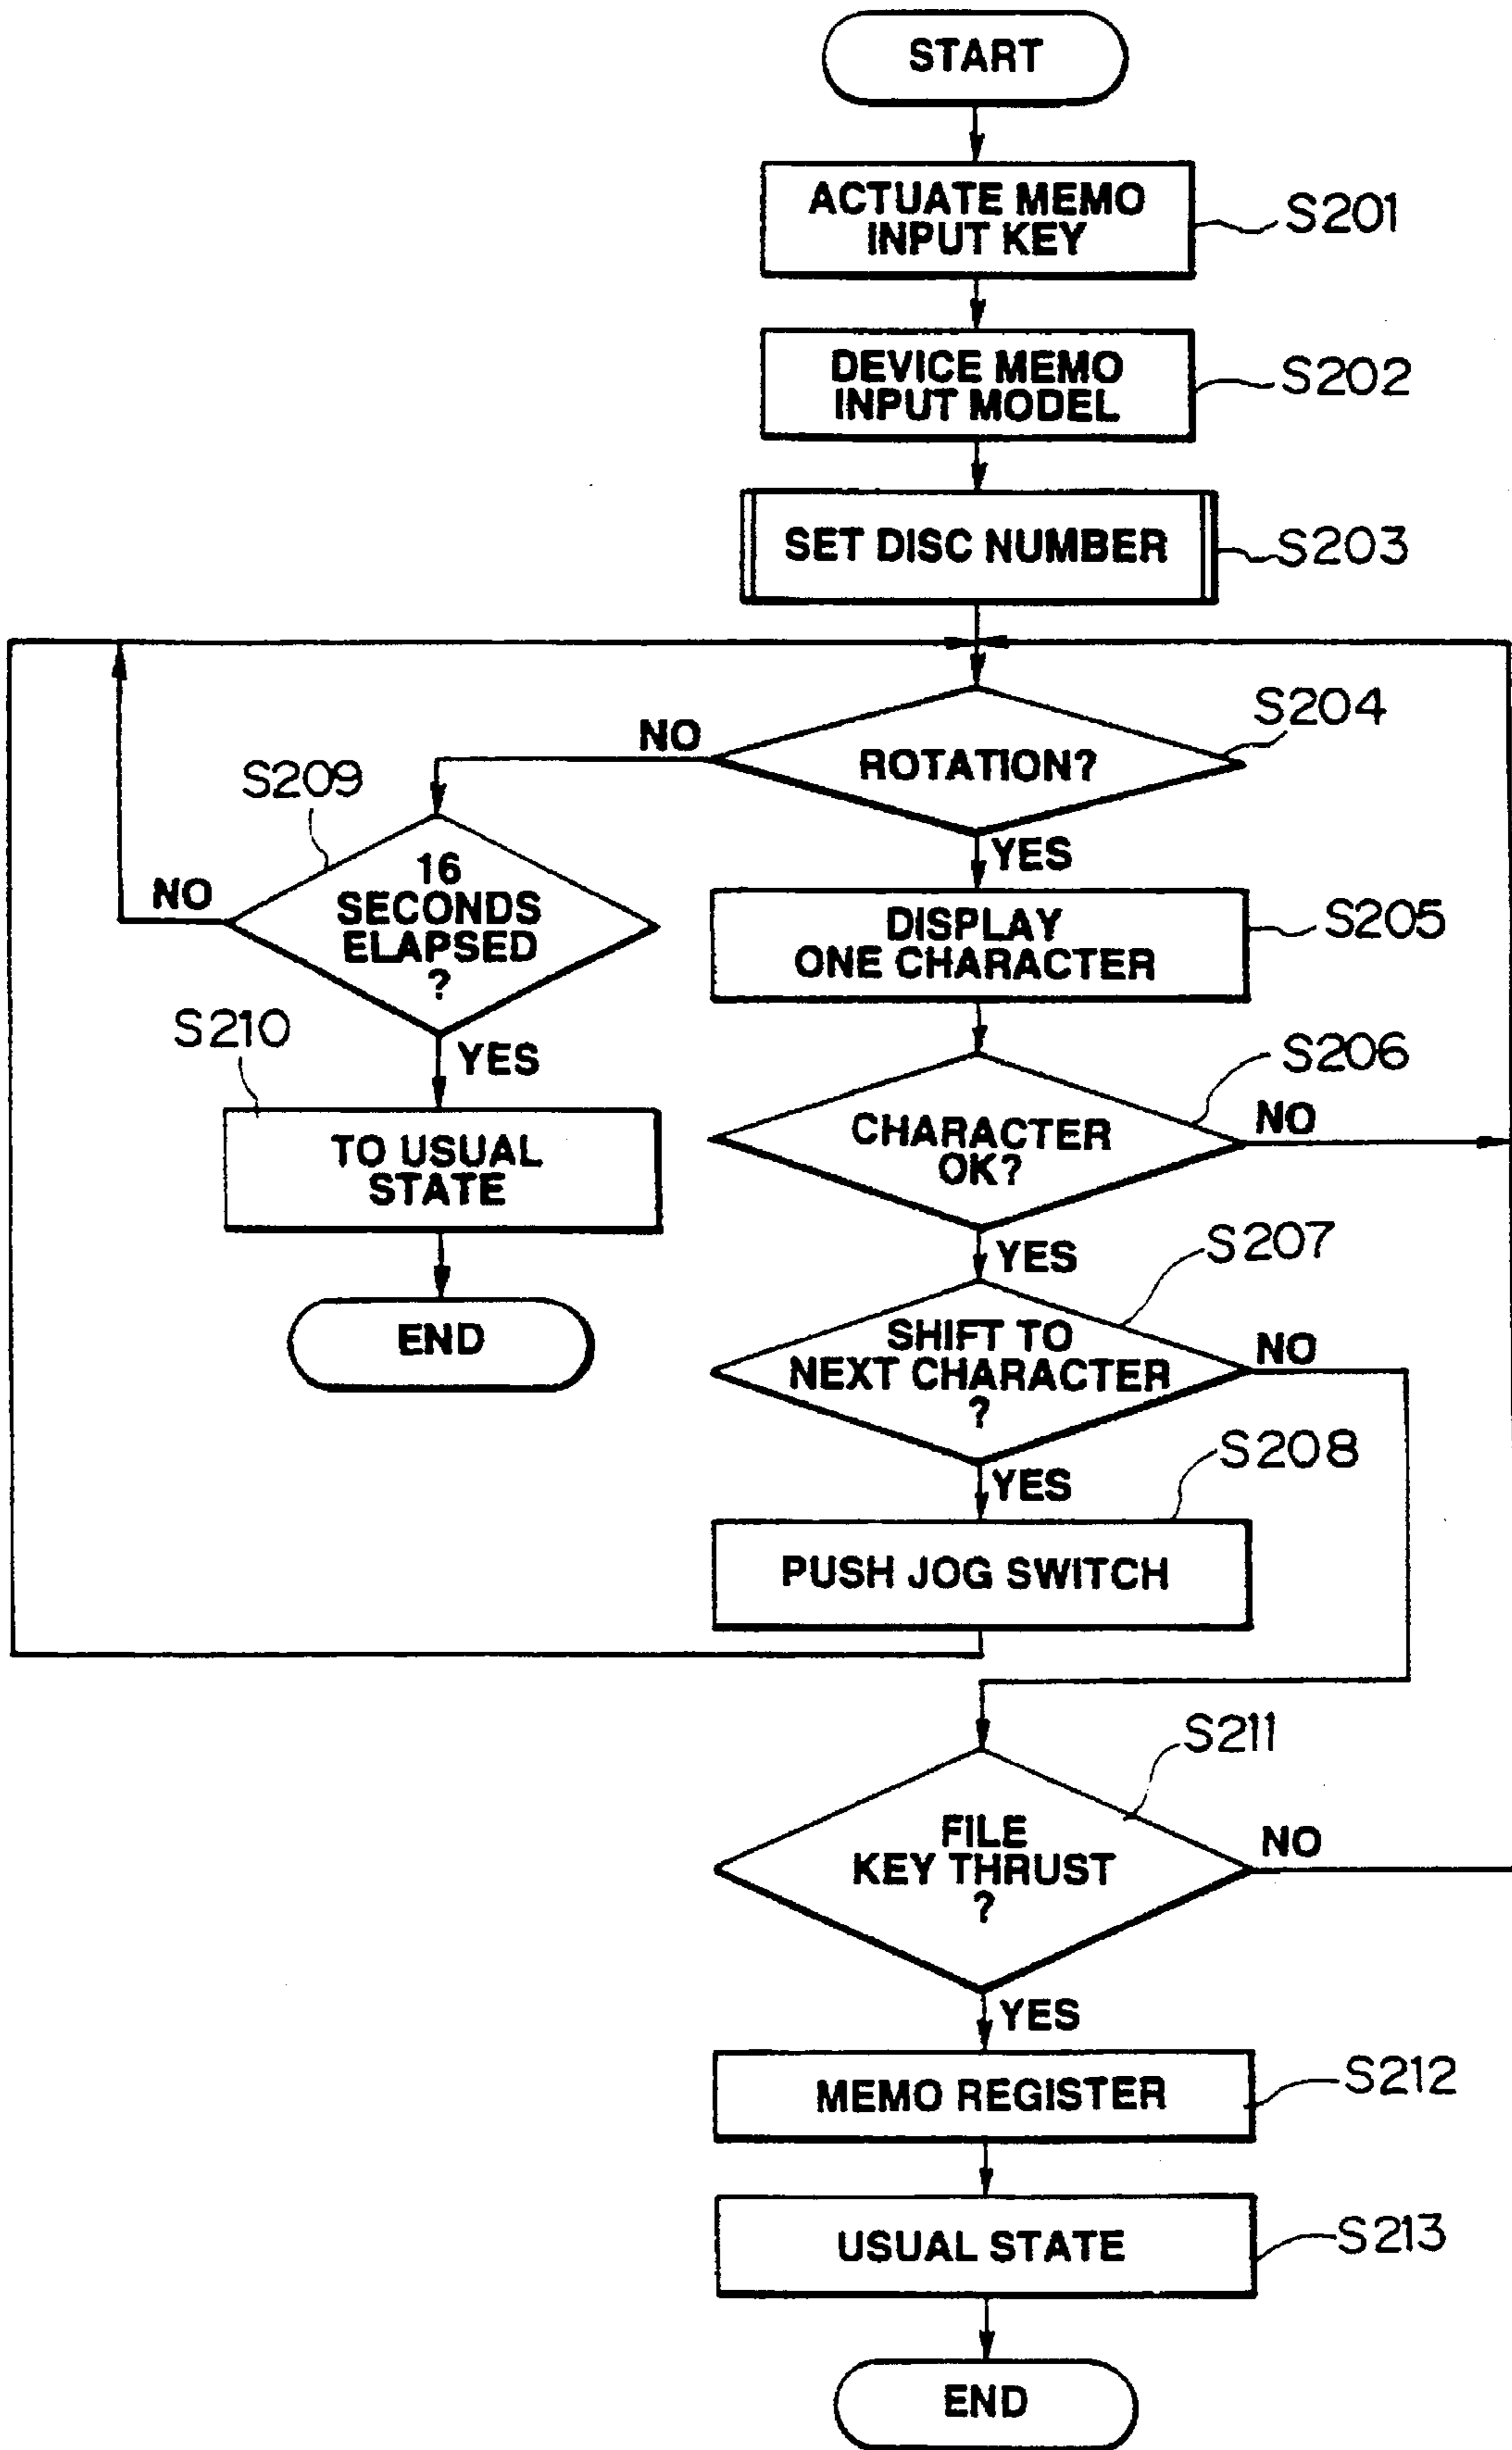 START
ACTUATE MEMO
INPUT KEY
S201
DEVICE MEMO
INPUT MODEL
S202
SET DISC NUMBER
S203
S204
NO
ROTATION?
S209
YES
16
SECONDS
ELAPSED
?
NO
DISPLAY
ONE CHARACTER
S205
S210
YES
S206
CHARACTER
OK?
NO
TO USUAL
STATE
YES
S207
END
SHIFT TO
NEXT CHARACTER
?
NO
S208
YES
PUSH JOG SWITCH
S211
FILE
KEY THRUST
?
NO
YES
MEMO REGISTER
S212
USUAL STATE
S213
END